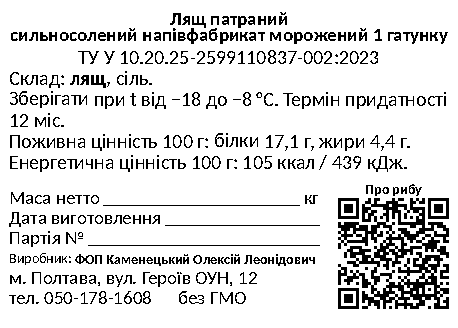 Лящ патраний
сильносолений напівфабрикат морожений 1 гатунку
ТУ У 10.20.25-2599110837-002:2023
Склад: лящ, сіль.
Зберігати при t від −18 до −8 °С. Термін придатності
12 міс.
Поживна цінність 100 г: білки 17,1 г, жири 4,4 г.
Енергетична цінність 100 г: 105 ккал / 439 кДж.
Маса нетто ____________________ кг
Дата виготовлення ________________
Партія № ________________________
Про рибу
Виробник: ФОП Каменецький Олексій Леонідович
м. Полтава, вул. Героїв ОУН, 12
тел. 050-178-1608 без ГМО